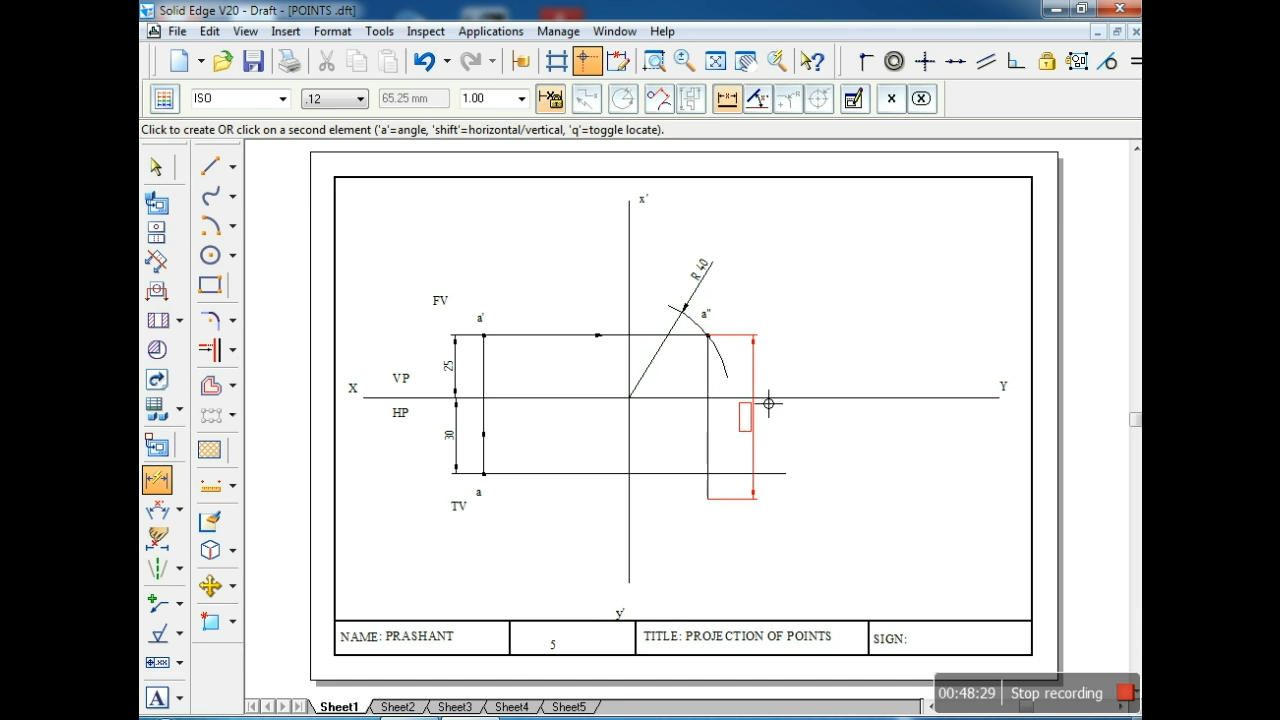 Solid Edge V20 - Draft - [POINTS .dft]
File Edit View Insert Format Tools Applications Inspect Manage Window Help
ISO .12 65.25 mm 1.00
Click to create OR click on a second element ('a'=angle, 'shift'=horizontal/vertical, 'q'=toggle locate).
x'
R 40
FV
a' a"
25
VP
X Y
HP
30
a
TV
y'
NAME: PRASHANT 5 TITLE: PROJECTION OF POINTS SIGN:
00:48:29 Stop recording
Sheet1 Sheet2 Sheet3 Sheet4 Sheet5